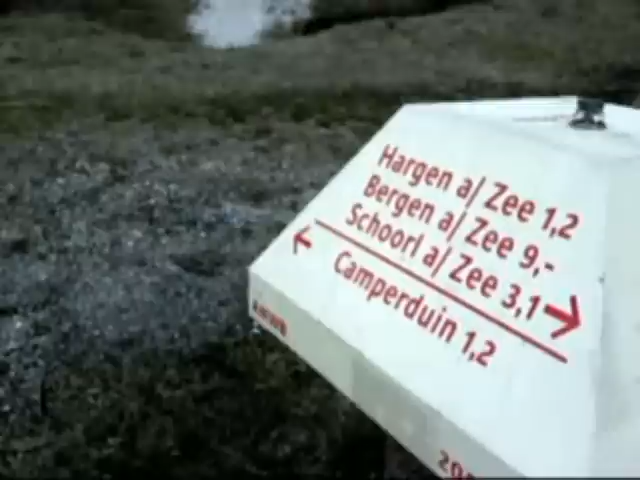 Hargen a/ Zee 1,2
Bergen a/ Zee 9,-
Schoorl a/ Zee 3,1 →
← Camperduin 1,2